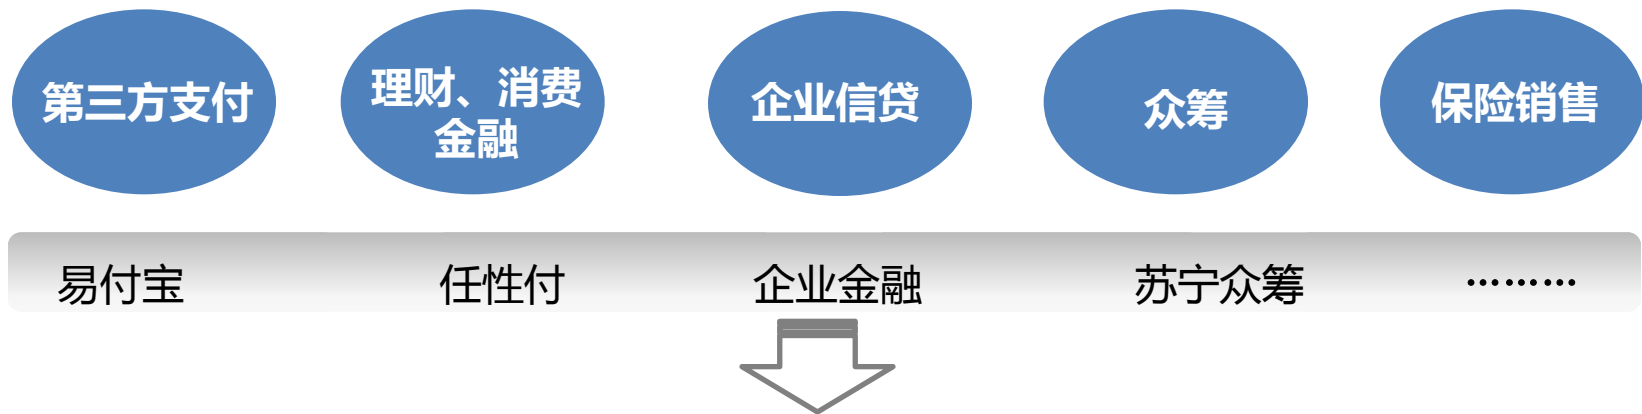 第三方支付
理财、消费
金融
企业信贷
众筹
保险销售
易付宝
任性付
企业金融
苏宁众筹
………